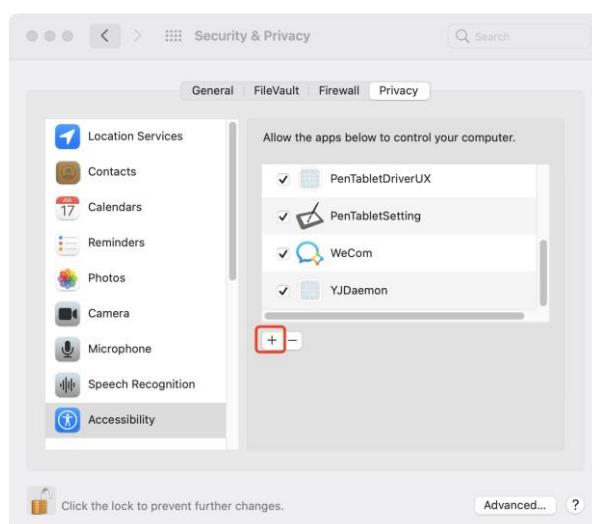 Security & Privacy
Search
General FileVault Firewall Privacy
Location Services
Contacts
JUL
17
Calendars
Reminders
Photos
Camera
Microphone
Speech Recognition
Accessibility
Allow the apps below to control your computer.
PenTabletDriverUX
PenTabletSetting
WeCom
YJDaemon
+ −
Click the lock to prevent further changes.
Advanced... ?